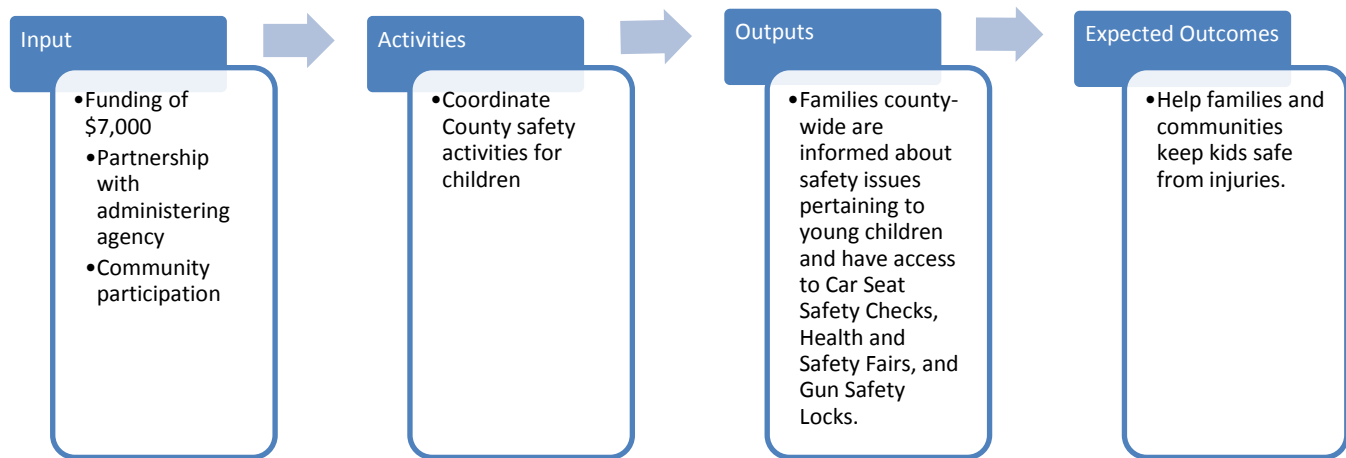 Input
•Funding of
$7,000
•Partnership
with
administering
agency
•Community
participation
Activities
•Coordinate
County safety
activities for
children
Outputs
•Families county-
wide are
informed about
safety issues
pertaining to
young children
and have access
to Car Seat
Safety Checks,
Health and
Safety Fairs, and
Gun Safety
Locks.
Expected Outcomes
•Help families and
communities
keep kids safe
from injuries.